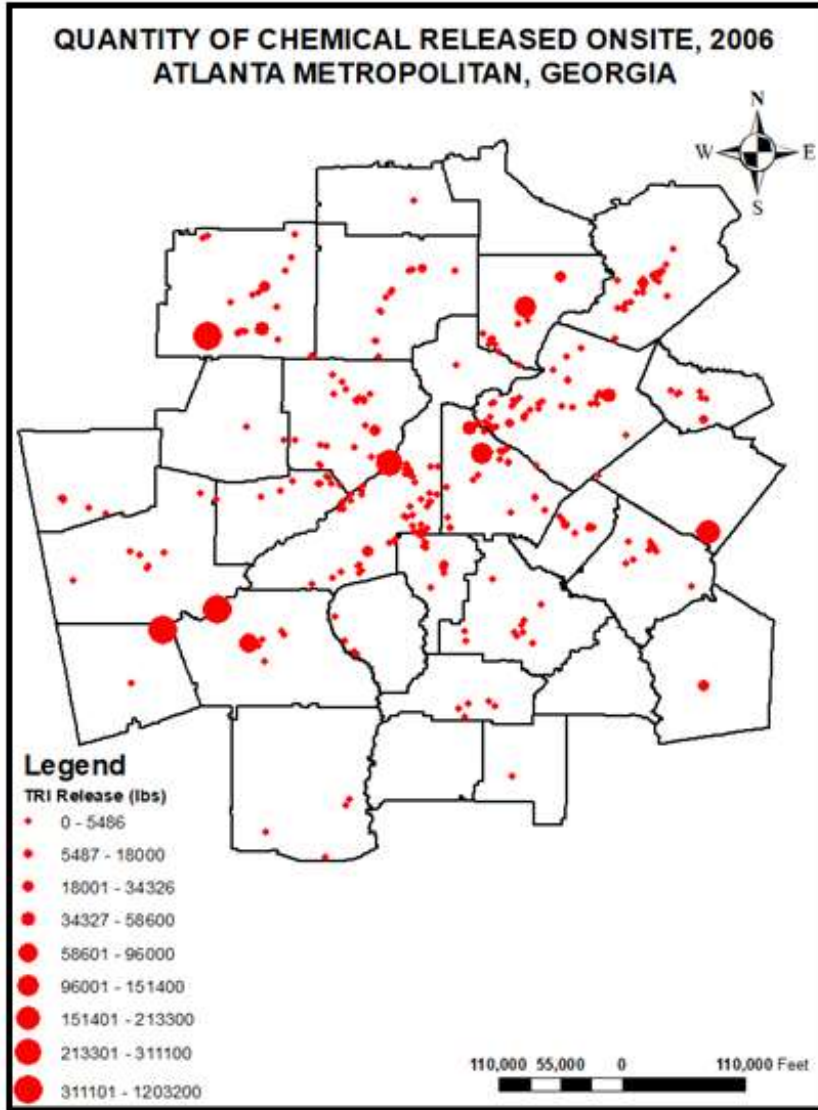 QUANTITY OF CHEMICAL RELEASED ONSITE, 2006
ATLANTA METROPOLITAN, GEORGIA
N
W E
S
Legend
TRI Release (lbs)
0 - 5486
5487 - 18000
18001 - 34326
34327 - 58600
58601 - 96000
96001 - 151400
151401 - 213300
213301 - 311100
311101 - 1203200
110,000 55,000 0 110,000 Feet